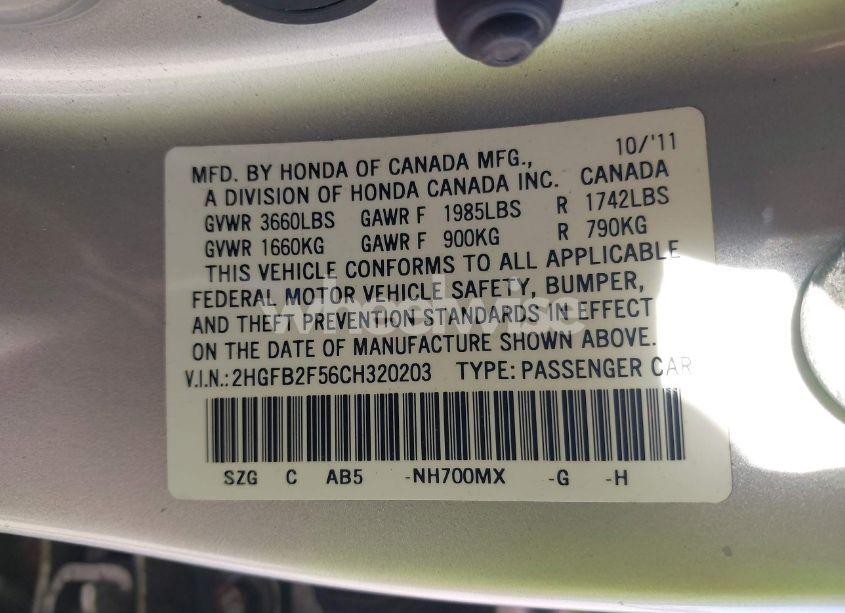 10/'11
MFD. BY HONDA OF CANADA MFG.,
A DIVISION OF HONDA CANADA INC. CANADA
GVWR 3660LBS GAWR F 1985LBS R 1742LBS
GVWR 1660KG GAWR F 900KG R 790KG
THIS VEHICLE CONFORMS TO ALL APPLICABLE
FEDERAL MOTOR VEHICLE SAFETY, BUMPER,
AND THEFT PREVENTION STANDARDS IN EFFECT
ON THE DATE OF MANUFACTURE SHOWN ABOVE.
V.I.N.: 2HGFB2F56CH320203 TYPE: PASSENGER CAR
SZG C AB5 -NH700MX -G -H
wheelwise